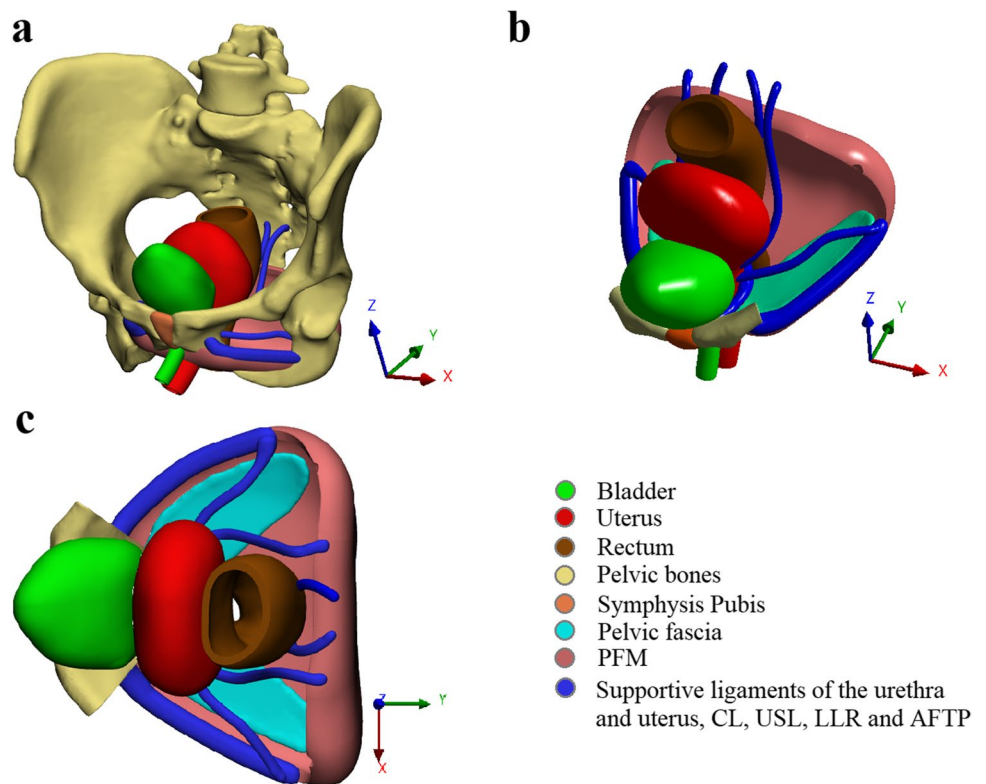 a
b
Z
Y
X
Z
Y
X
c
Z
Y
X
Bladder
Uterus
Rectum
Pelvic bones
Symphysis Pubis
Pelvic fascia
PFM
Supportive ligaments of the urethra
and uterus, CL, USL, LLR and AFTP